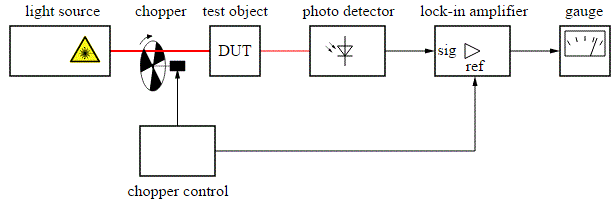 light source
chopper
test object
photo detector
lock-in amplifier
gauge
DUT
sig
ref
chopper control